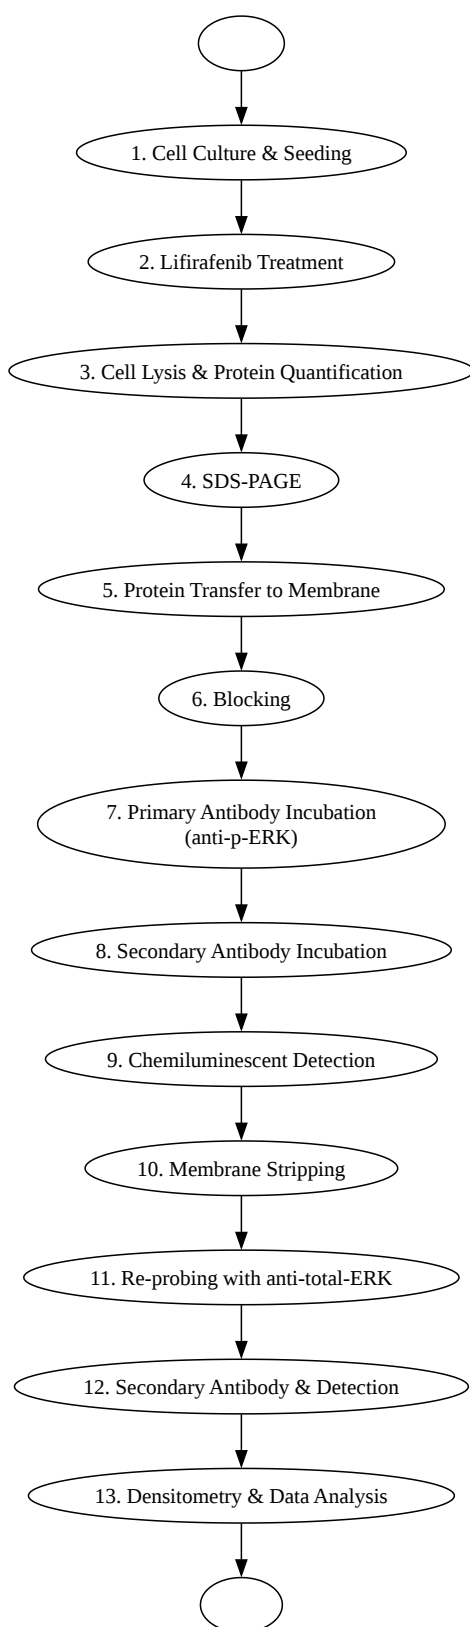 1. Cell Culture & Seeding
2. Lifirafenib Treatment
3. Cell Lysis & Protein Quantification
4. SDS-PAGE
5. Protein Transfer to Membrane
6. Blocking
7. Primary Antibody Incubation
(anti-p-ERK)
8. Secondary Antibody Incubation
9. Chemiluminescent Detection
10. Membrane Stripping
11. Re-probing with anti-total-ERK
12. Secondary Antibody & Detection
13. Densitometry & Data Analysis